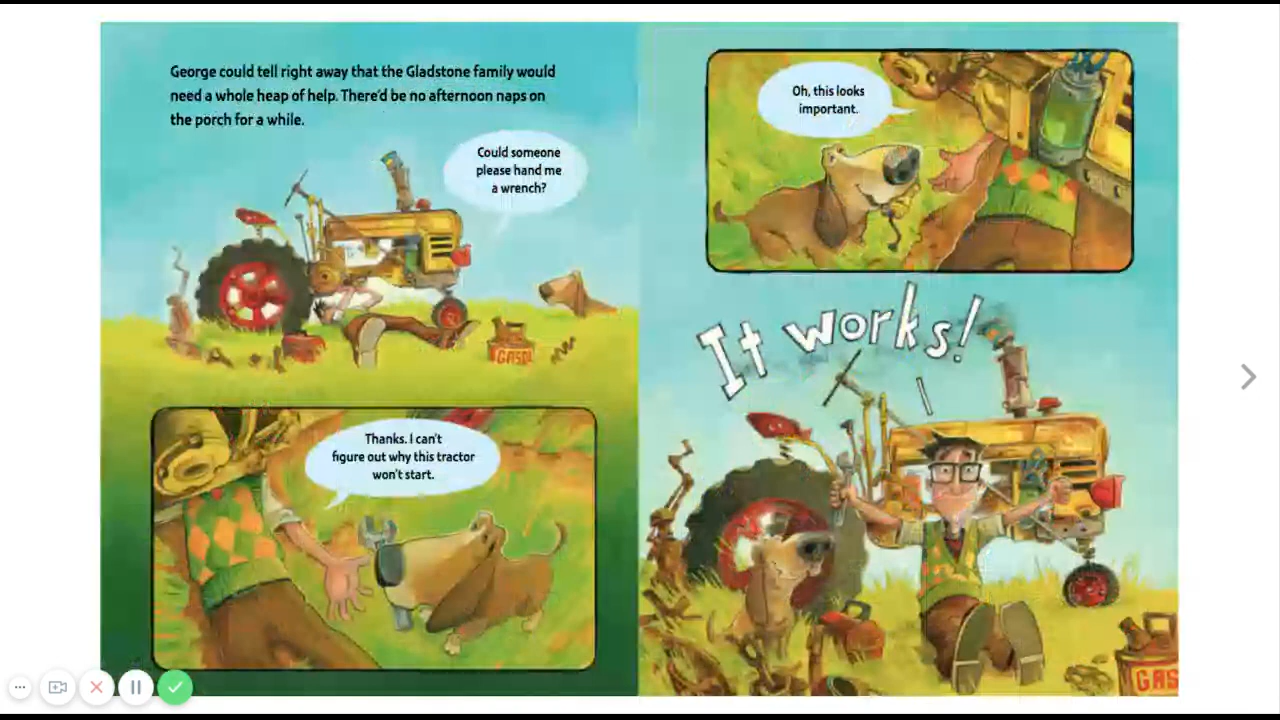 George could tell right away that the Gladstone family would
need a whole heap of help. There'd be no afternoon naps on
the porch for a while.
Could someone
please hand me
a wrench?
GASOL
Thanks. I can't
figure out why this tractor
won't start.
Oh, this looks
important.
It works!
GAS